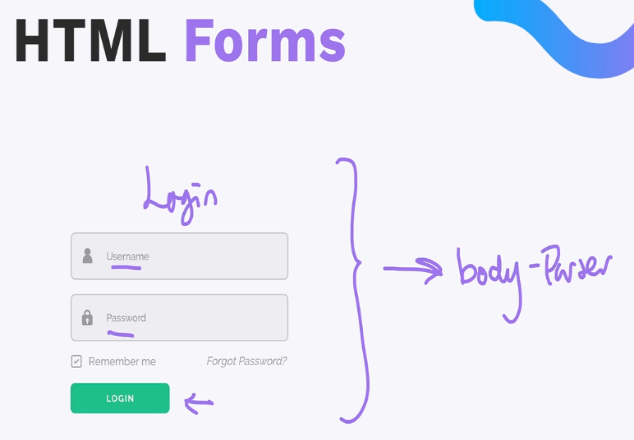 HTML Forms
Login
Username
Password
Remember me Forgot Password?
LOGIN
body-Parser